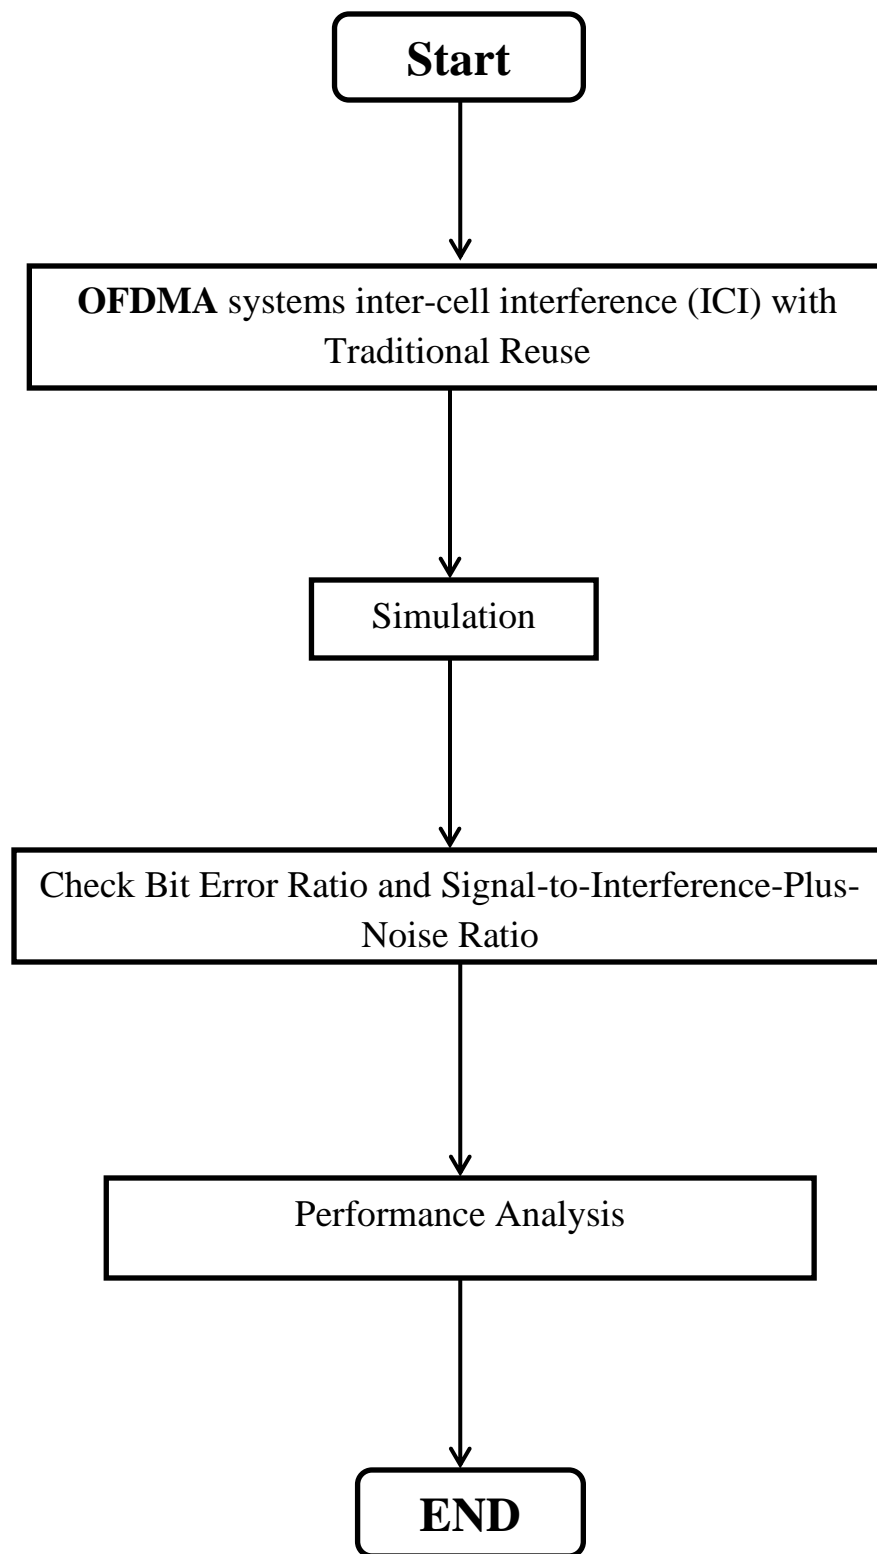 Start
OFDMA systems inter-cell interference (ICI) with
Traditional Reuse
Simulation
Check Bit Error Ratio and Signal-to-Interference-Plus-
Noise Ratio
Performance Analysis
END